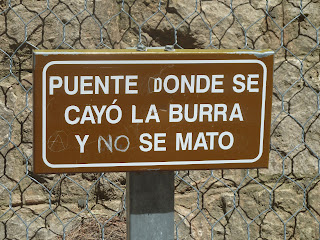 PUENTE DONDE SE
CAYÓ LA BURRA
Y NO SE MATO